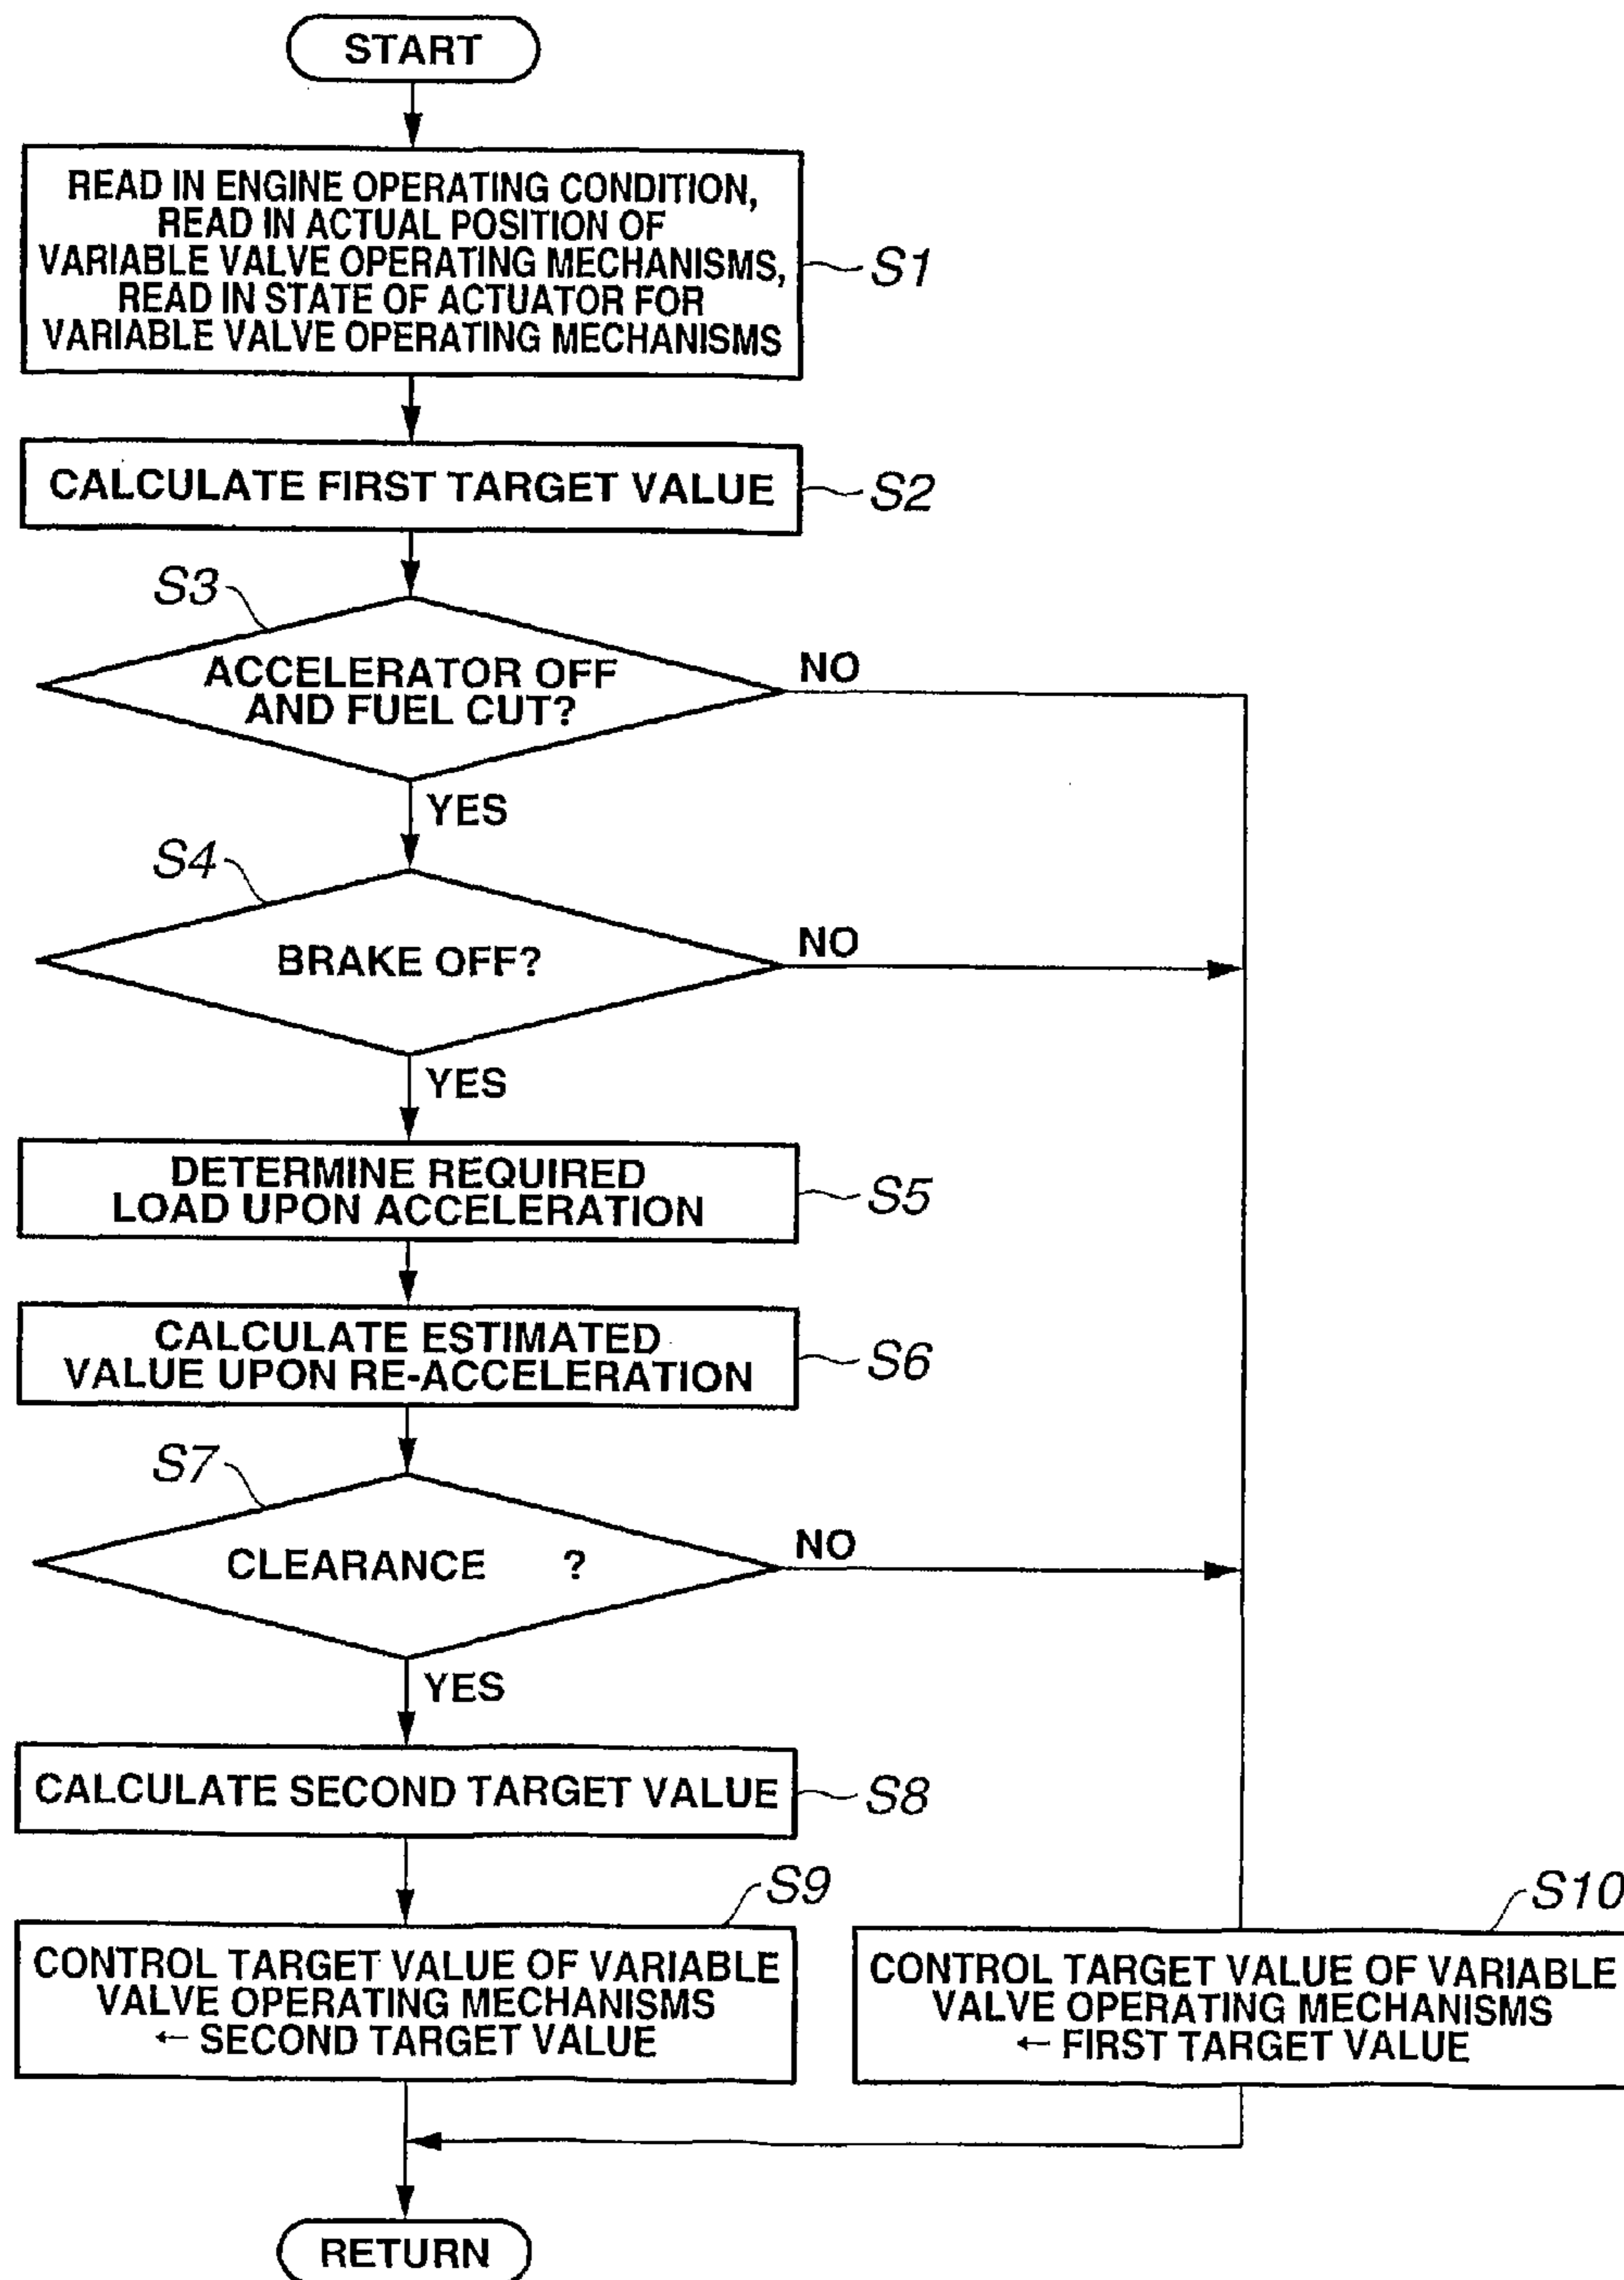 START
READ IN ENGINE OPERATING CONDITION,
READ IN ACTUAL POSITION OF
VARIABLE VALVE OPERATING MECHANISMS,
READ IN STATE OF ACTUATOR FOR
VARIABLE VALVE OPERATING MECHANISMS
S1
CALCULATE FIRST TARGET VALUE
S2
S3
ACCELERATOR OFF
AND FUEL CUT?
NO
YES
S4
BRAKE OFF?
NO
YES
DETERMINE REQUIRED
LOAD UPON ACCELERATION
S5
CALCULATE ESTIMATED
VALUE UPON RE-ACCELERATION
S6
S7
CLEARANCE ?
NO
YES
CALCULATE SECOND TARGET VALUE
S8
S9
CONTROL TARGET VALUE OF VARIABLE
VALVE OPERATING MECHANISMS
← SECOND TARGET VALUE
S10
CONTROL TARGET VALUE OF VARIABLE
VALVE OPERATING MECHANISMS
← FIRST TARGET VALUE
RETURN